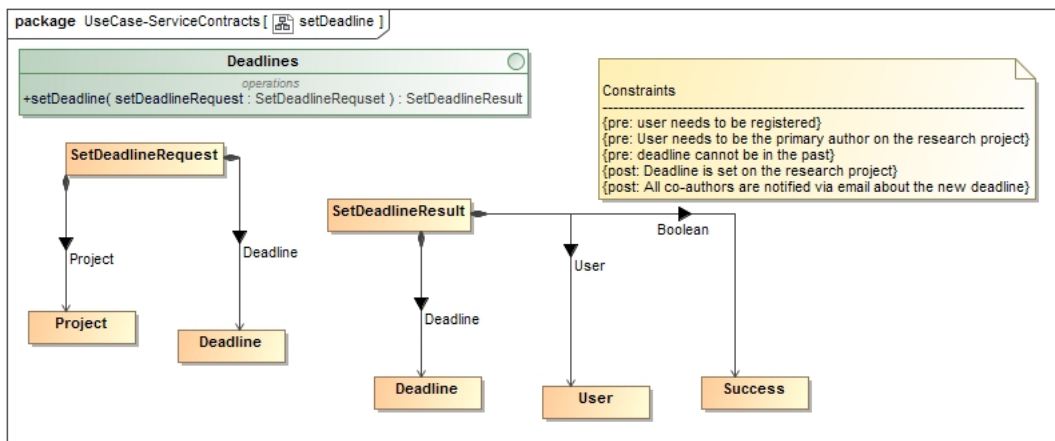 package UseCase-ServiceContracts [ setDeadline ]
Deadlines
operations
+setDeadline( setDeadlineRequest : SetDeadlineRequset ) : SetDeadlineResult
Constraints
{pre: user needs to be registered}
{pre: User needs to be the primary author on the research project}
{pre: deadline cannot be in the past}
{post: Deadline is set on the research project}
{post: All co-authors are notified via email about the new deadline}
SetDeadlineRequest
Project
Deadline
Project
Deadline
SetDeadlineResult
Boolean
User
Deadline
Deadline
User
Success